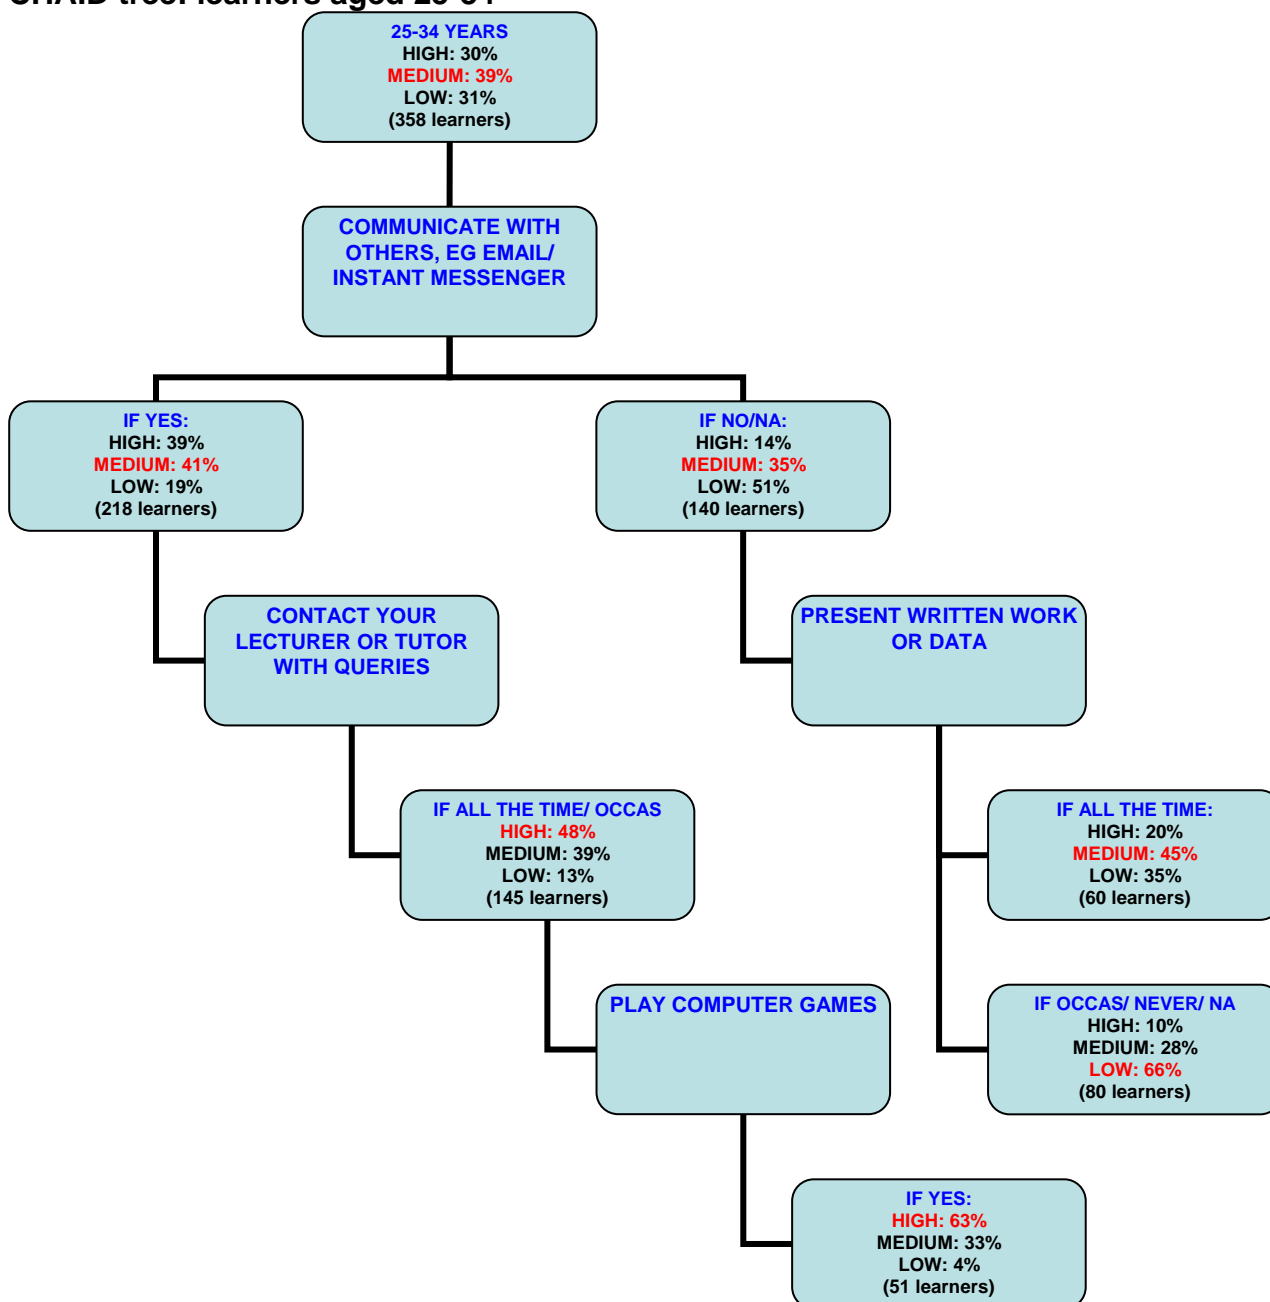 25-34 YEARS
HIGH: 30%
MEDIUM: 39%
LOW: 31%
(358 learners)
COMMUNICATE WITH
OTHERS, EG EMAIL/
INSTANT MESSENGER
IF YES:
HIGH: 39%
MEDIUM: 41%
LOW: 19%
(218 learners)
IF NO/NA:
HIGH: 14%
MEDIUM: 35%
LOW: 51%
(140 learners)
CONTACT YOUR
LECTURER OR TUTOR
WITH QUERIES
PRESENT WRITTEN WORK
OR DATA
IF ALL THE TIME/ OCCAS
HIGH: 48%
MEDIUM: 39%
LOW: 13%
(145 learners)
IF ALL THE TIME:
HIGH: 20%
MEDIUM: 45%
LOW: 35%
(60 learners)
PLAY COMPUTER GAMES
IF OCCAS/ NEVER/ NA
HIGH: 10%
MEDIUM: 28%
LOW: 66%
(80 learners)
IF YES:
HIGH: 63%
MEDIUM: 33%
LOW: 4%
(51 learners)